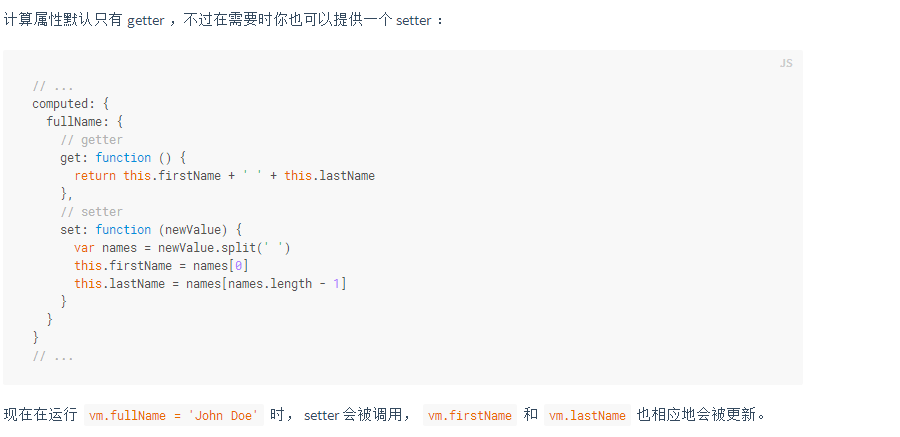 计算属性默认只有 getter ，不过在需要时你也可以提供一个 setter ：
JS
// ...
computed: {
  fullName: {
    // getter
    get: function () {
      return this.firstName + ' ' + this.lastName
    },
    // setter
    set: function (newValue) {
      var names = newValue.split(' ')
      this.firstName = names[0]
      this.lastName = names[names.length - 1]
    }
  }
}
// ...
现在在运行 vm.fullName = 'John Doe' 时， setter 会被调用， vm.firstName 和 vm.lastName 也相应地会被更新。